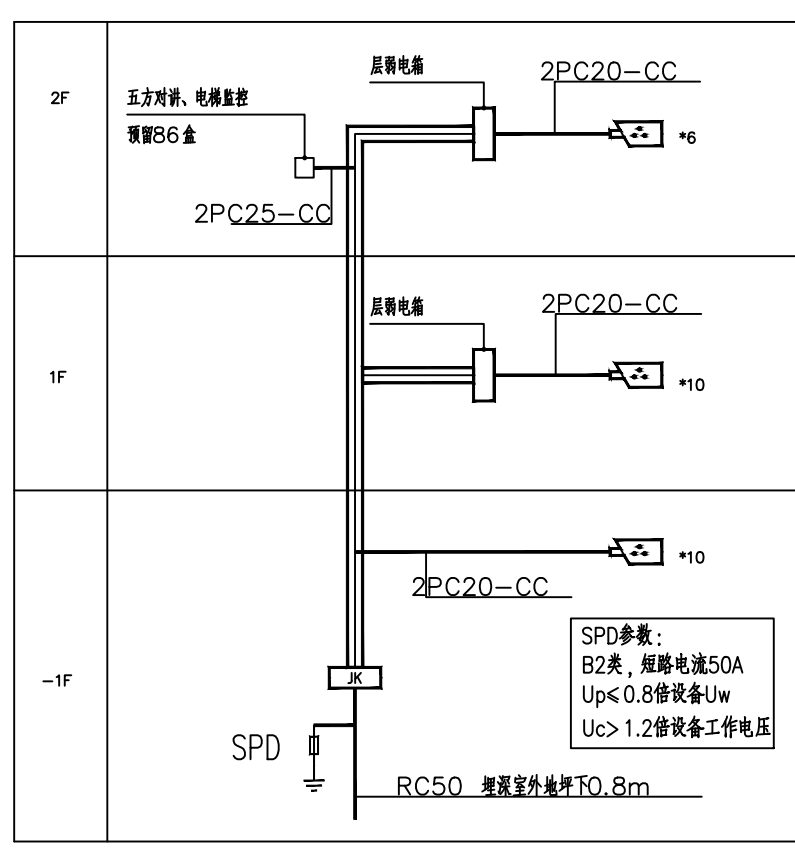 2F
层弱电箱
2PC20-CC
五方对讲、电梯监控
预留86盒
*6
2PC25-CC
1F
层弱电箱
2PC20-CC
*10
-1F
*10
2PC20-CC
SPD参数:
B2类,短路电流50A
Up≤0.8倍设备Uw
Uc>1.2倍设备工作电压
JK
SPD
RC50 埋深室外地坪下0.8m